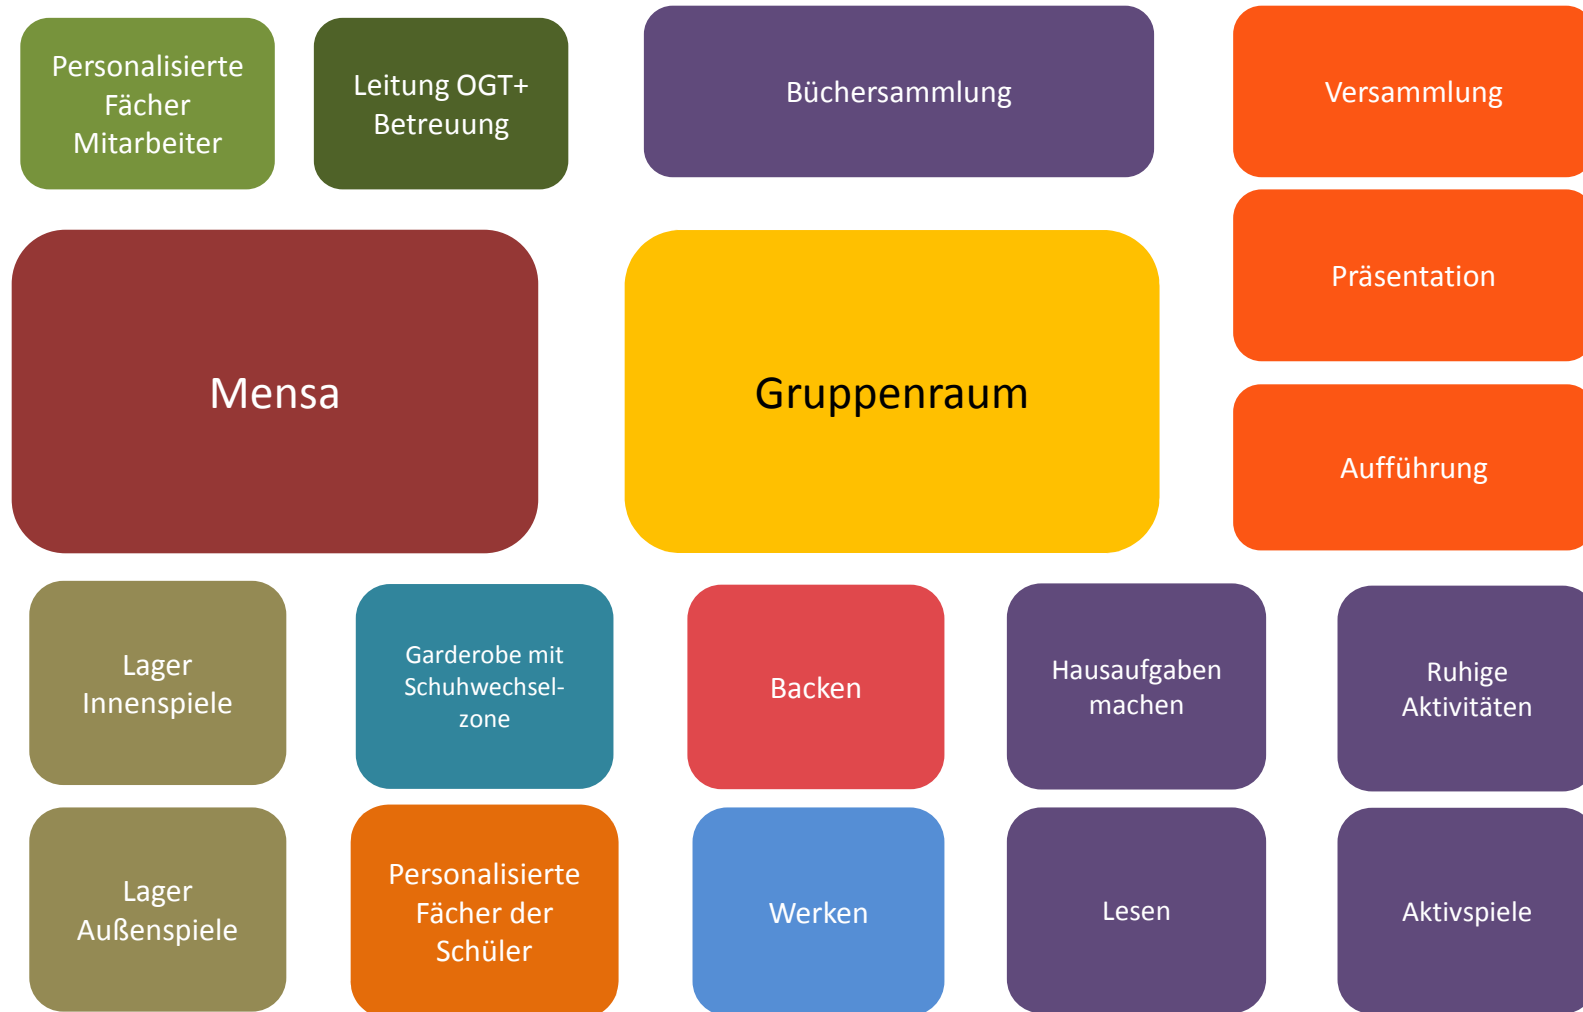 Personalisierte
Fächer
Mitarbeiter
Leitung OGT+
Betreuung
Büchersammlung
Versammlung
Präsentation
Mensa
Gruppenraum
Aufführung
Lager
Innenspiele
Garderobe mit
Schuhwechsel-
zone
Backen
Hausaufgaben
machen
Ruhige
Aktivitäten
Lager
Außenspiele
Personalisierte
Fächer der
Schüler
Werken
Lesen
Aktivspiele